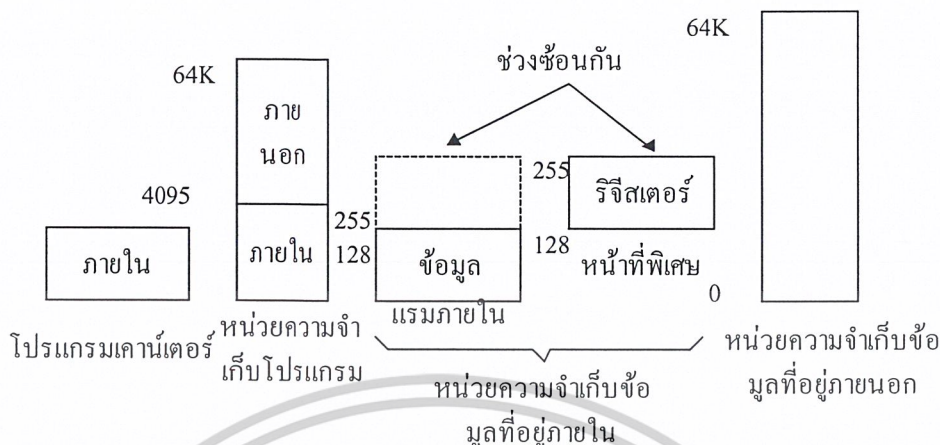 64K
ช่วงซ้อนกัน
64K
ภาย
นอก
4095
255
ริจีสเตอร์
ภายใน
ภายใน
255
128
ข้อมูล
128
หน้าที่พิเศษ
0
แรมภายใน
โปรแกรมเคาน์เตอร์
หน่วยความจำ
เก็บโปรแกรม
หน่วยความจำเก็บข้อ
มูลที่อยู่ภายใน
หน่วยความจำเก็บข้อ
มูลที่อยู่ภายนอก